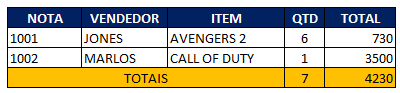 NOTA VENDEDOR ITEM QTD TOTAL
1001 JONES AVENGERS 2 6 730
1002 MARLOS CALL OF DUTY 1 3500
TOTAIS 7 4230